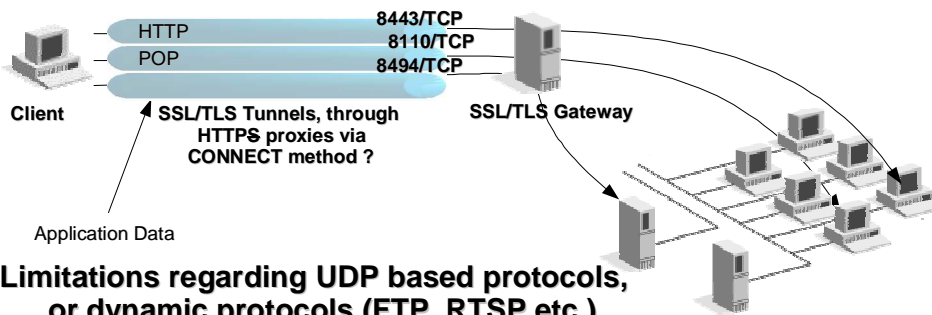 HTTP
POP
8443/TCP
8110/TCP
8494/TCP
Client
SSL/TLS Tunnels, through
HTTPS proxies via
CONNECT method ?
SSL/TLS Gateway
Application Data
Limitations regarding UDP based protocols,
or dynamic protocols (FTP, RTSP etc.)